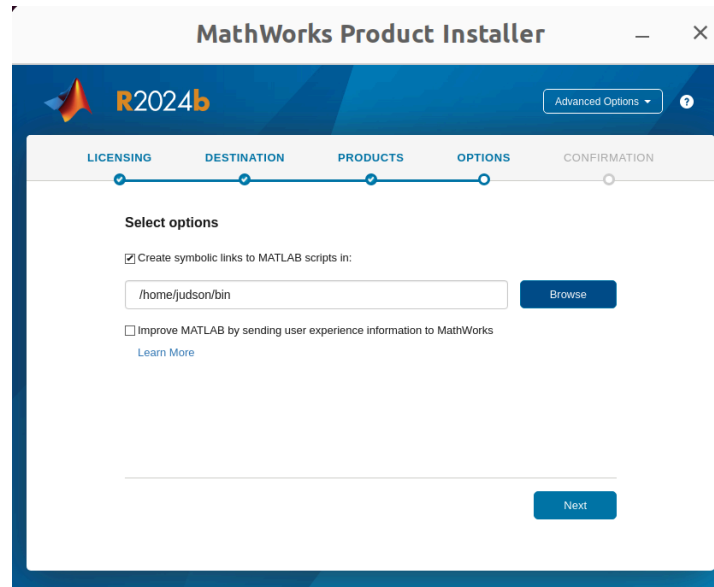 MathWorks Product Installer
R2024b
Advanced Options
?
LICENSING DESTINATION PRODUCTS OPTIONS CONFIRMATION
Select options
Create symbolic links to MATLAB scripts in:
/home/judson/bin Browse
Improve MATLAB by sending user experience information to MathWorks
Learn More
Next